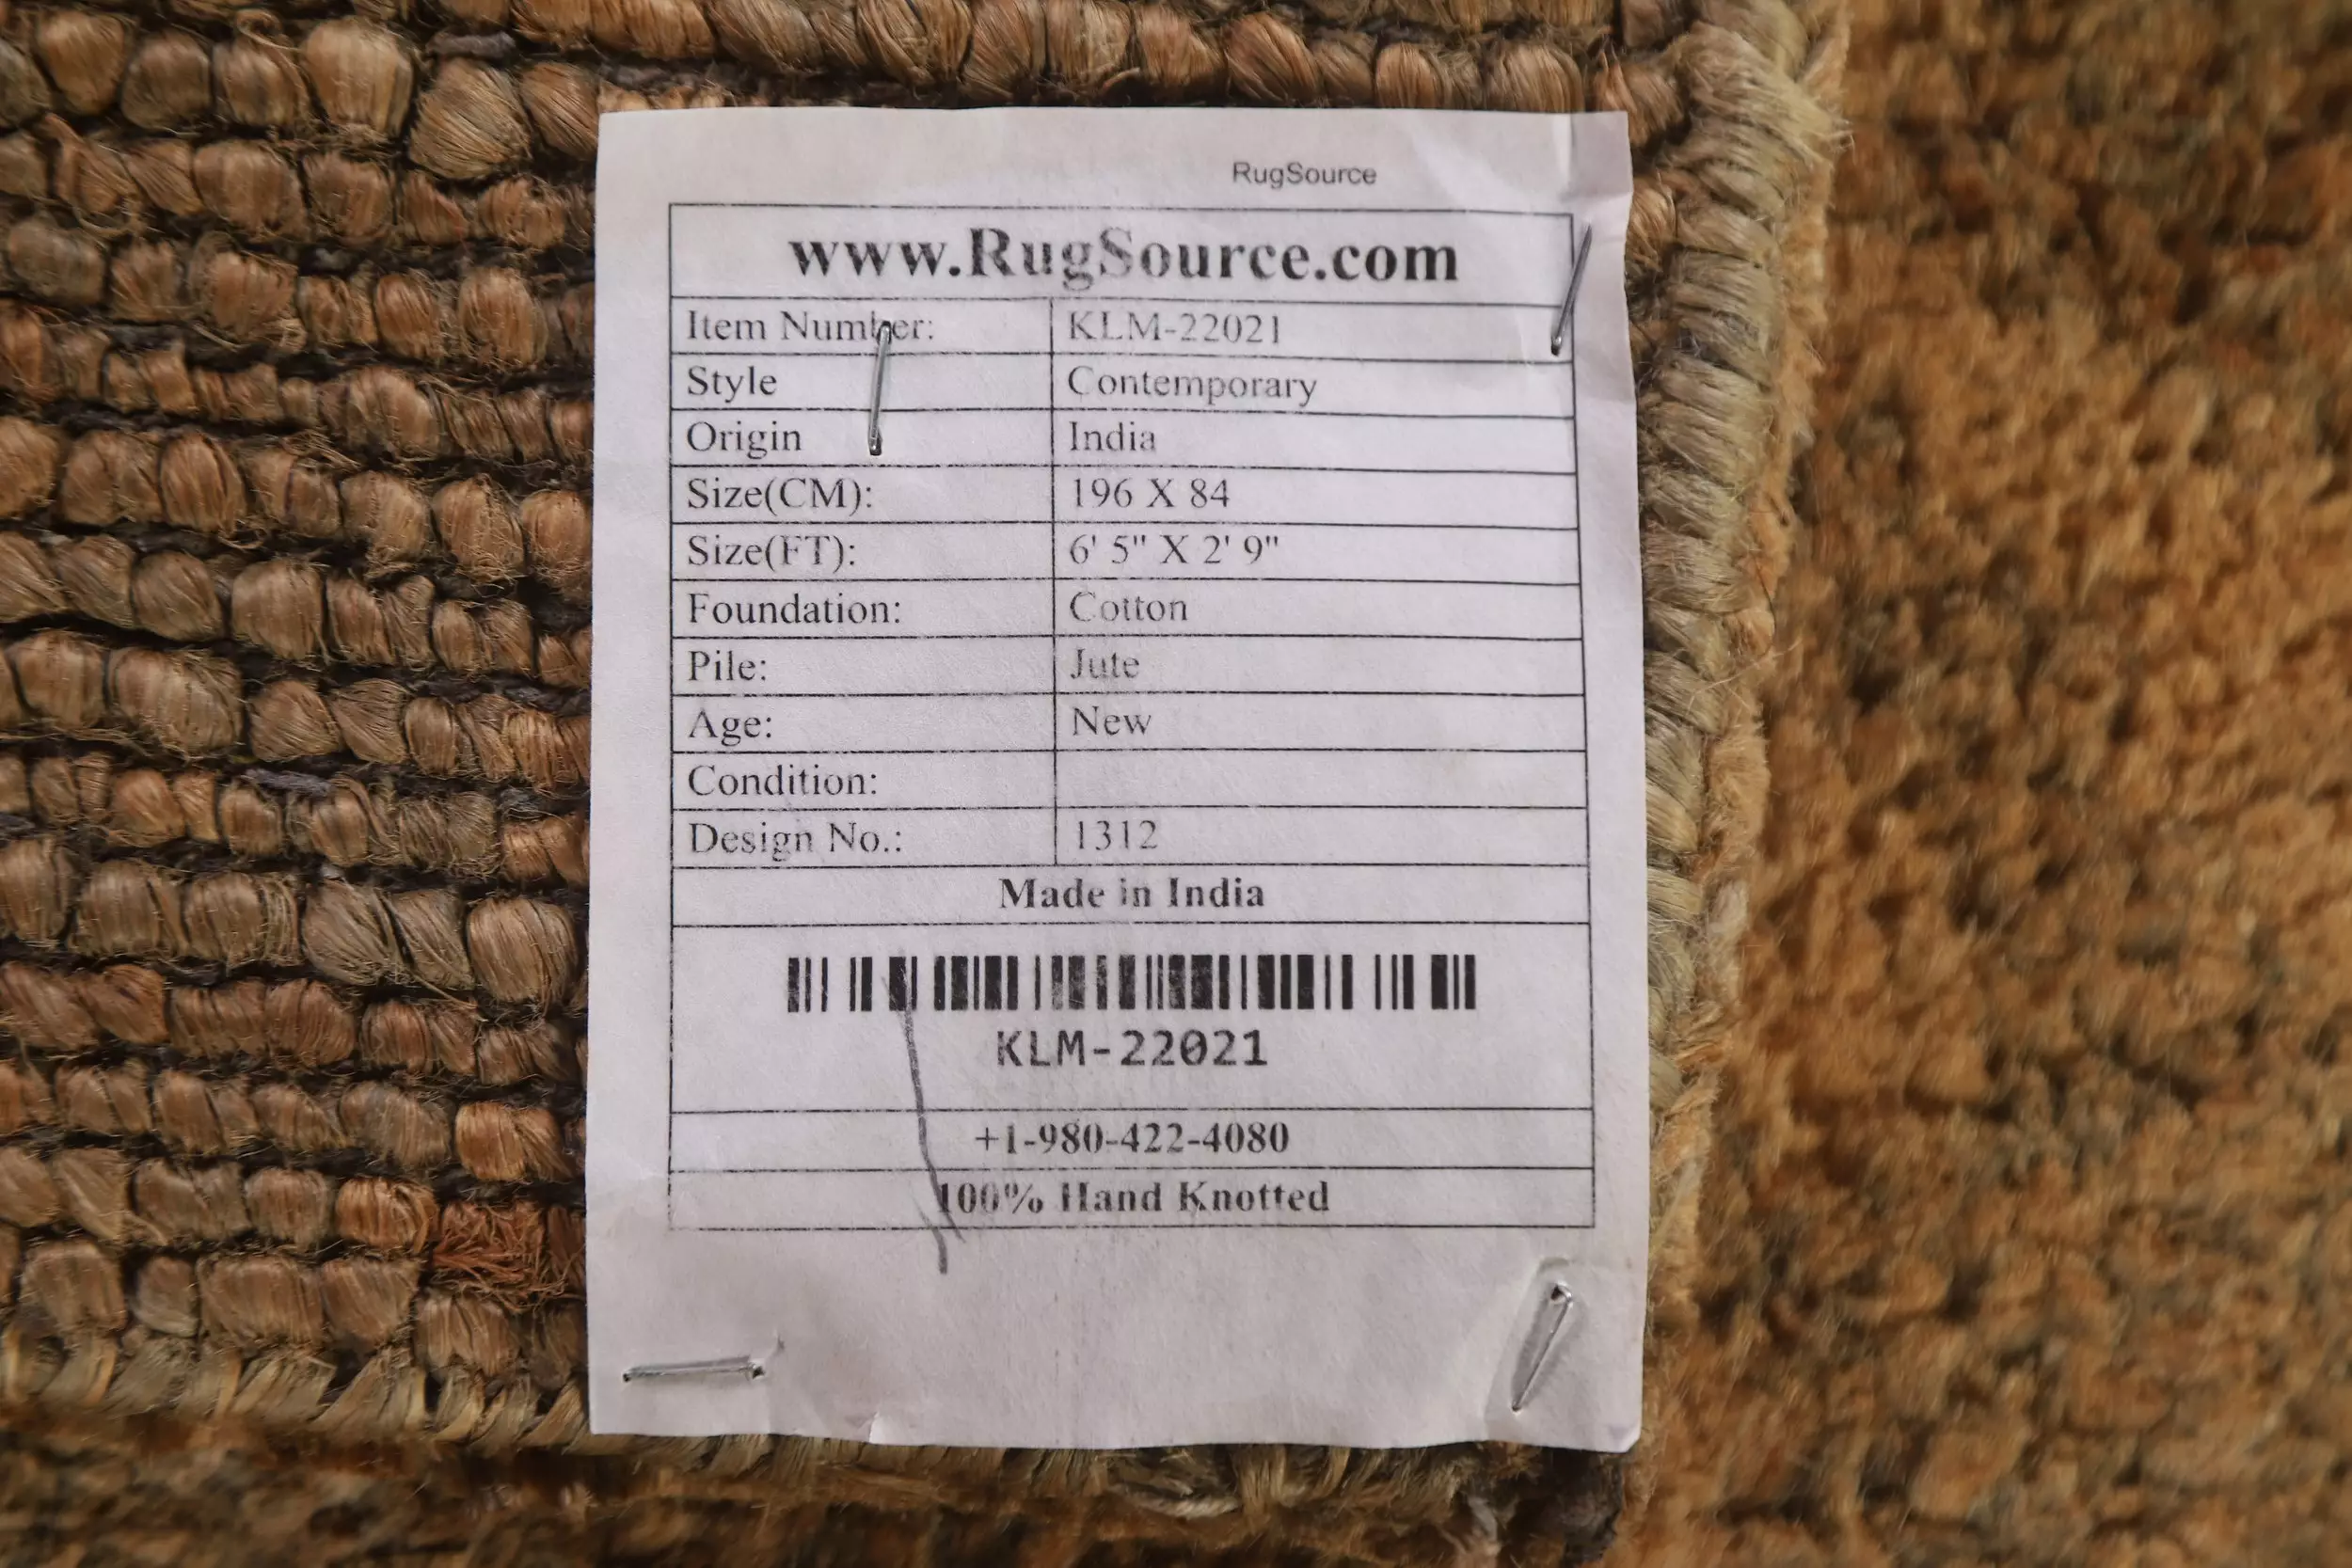 RugSource
www.RugSource.com
Item Number: KLM-22021
Style Contemporary
Origin India
Size(CM): 196 X 84
Size(FT): 6' 5" X 2' 9"
Foundation: Cotton
Pile: Jute
Age: New
Condition:
Design No.: 1312
Made in India
KLM-22021
+1-980-422-4080
100% Hand Knotted